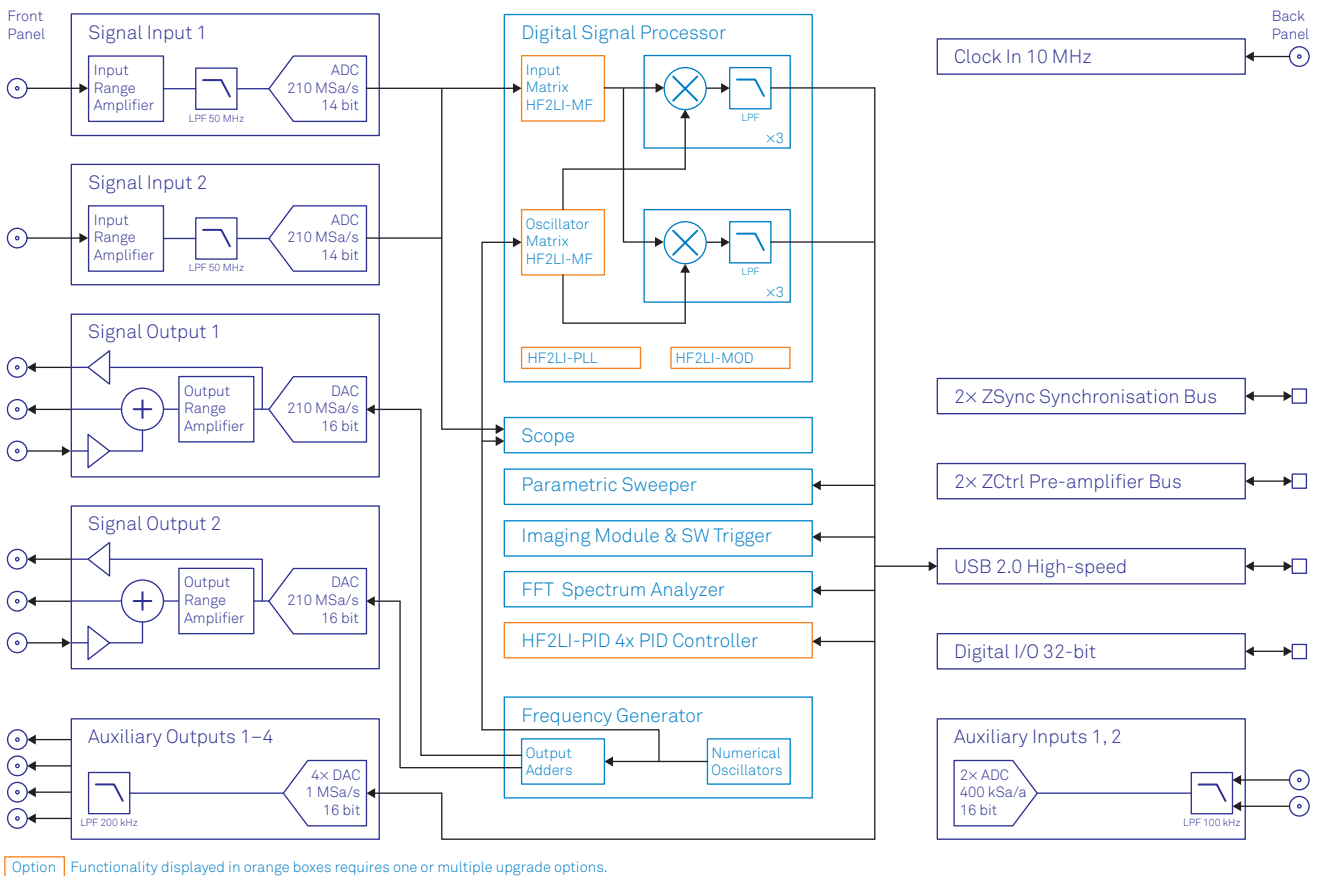 Front
Panel
Signal Input 1
Input
Range
Amplifier
LPF 50 MHz
ADC
210 MSa/s
14 bit
Signal Input 2
Input
Range
Amplifier
LPF 50 MHz
ADC
210 MSa/s
14 bit
Signal Output 1
Output
Range
Amplifier
DAC
210 MSa/s
16 bit
Signal Output 2
Output
Range
Amplifier
DAC
210 MSa/s
16 bit
Auxiliary Outputs 1–4
LPF 200 kHz
4× DAC
1 MSa/s
16 bit
Digital Signal Processor
Input
Matrix
HF2LI-MF
LPF
×3
Oscillator
Matrix
HF2LI-MF
LPF
×3
HF2LI-PLL
HF2LI-MOD
Scope
Parametric Sweeper
Imaging Module & SW Trigger
FFT Spectrum Analyzer
HF2LI-PID 4x PID Controller
Frequency Generator
Output
Adders
Numerical
Oscillators
Back
Panel
Clock In 10 MHz
2× ZSync Synchronisation Bus
2× ZCtrl Pre-amplifier Bus
USB 2.0 High-speed
Digital I/O 32-bit
Auxiliary Inputs 1, 2
2× ADC
400 kSa/a
16 bit
LPF 100 kHz
Option Functionality displayed in orange boxes requires one or multiple upgrade options.